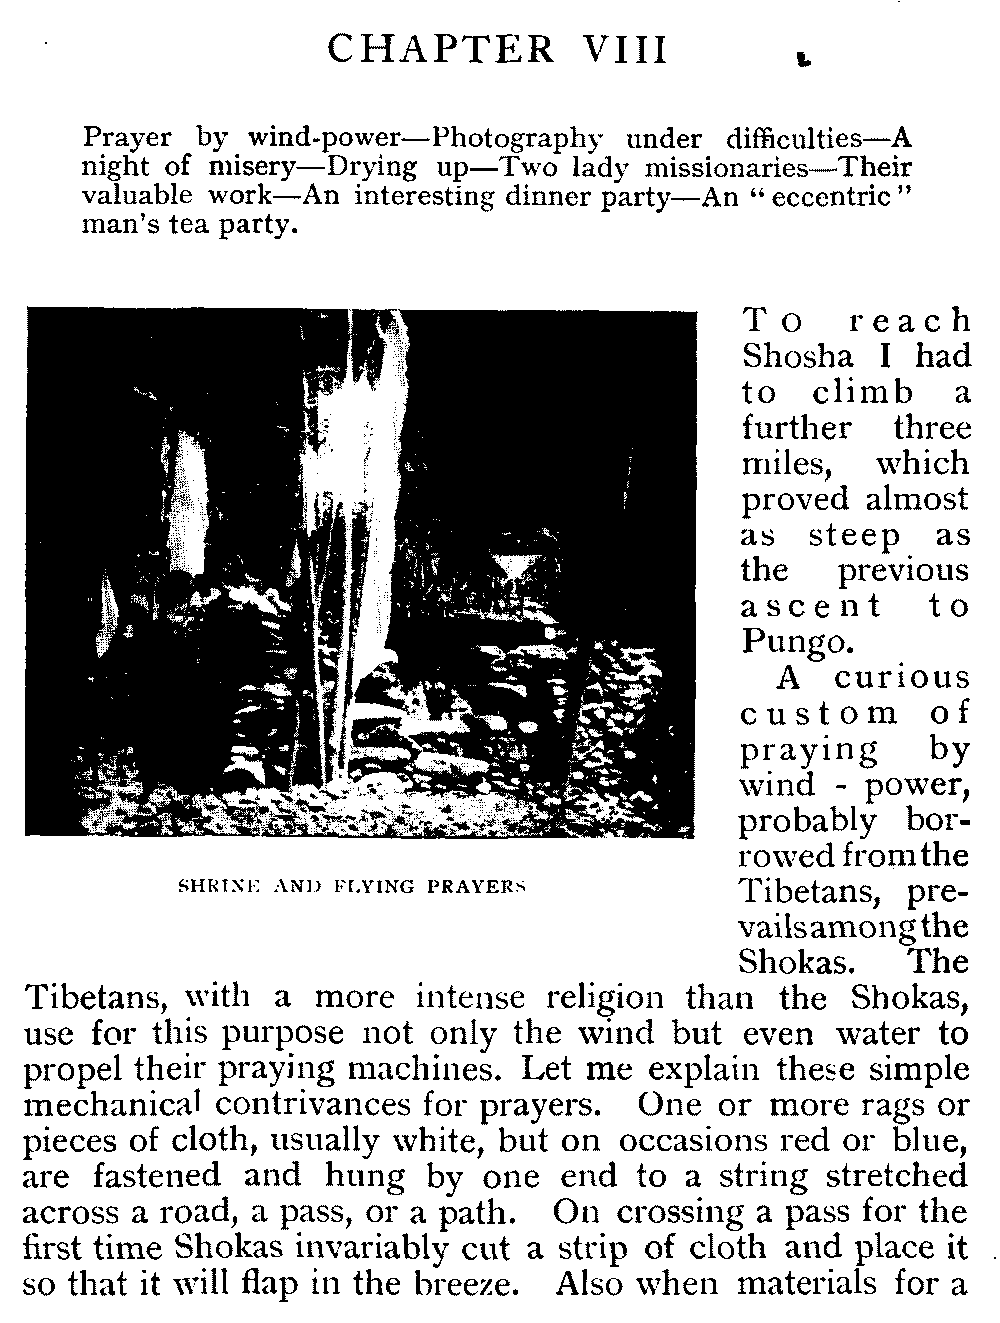 CHAPTER VIII
Prayer by wind-power—Photography under difficulties—A
night of misery—Drying up—Two lady missionaries—Their
valuable work—An interesting dinner party—An “eccentric”
man's tea party.
To reach
Shosha I had
to climb a
further three
miles, which
proved almost
as steep as
the previous
ascent to
Pungo.
A curious
custom of
praying by
wind-power,
probably bor-
rowed from the
Tibetans, pre-
vails among the
Shokas. The
SHRINE AND FLYING PRAYERS
Tibetans, with a more intense religion than the Shokas,
use for this purpose not only the wind but even water to
propel their praying machines. Let me explain these simple
mechanical contrivances for prayers. One or more rags or
pieces of cloth, usually white, but on occasions red or blue,
are fastened and hung by one end to a string stretched
across a road, a pass, or a path. On crossing a pass for the
first time Shokas invariably cut a strip of cloth and place it
so that it will flap in the breeze. Also when materials for a